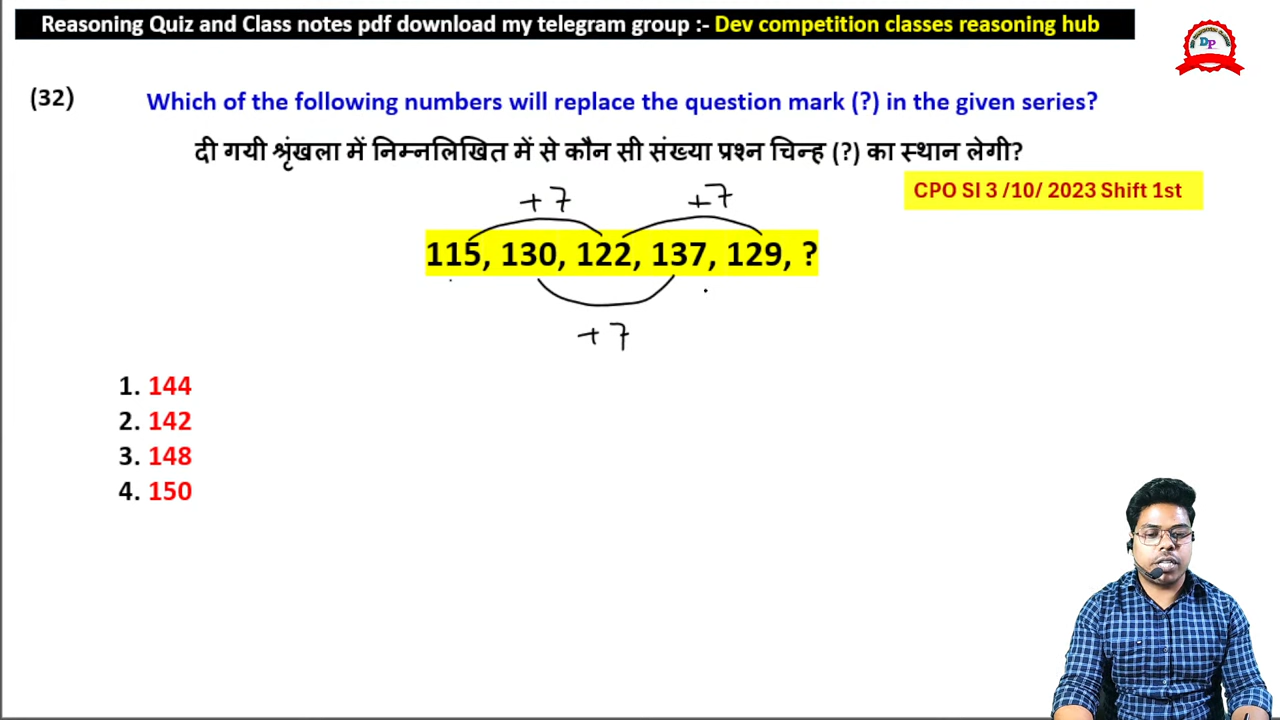 Reasoning Quiz and Class notes pdf download my telegram group :- Dev competition classes reasoning hub
DP
(32) Which of the following numbers will replace the question mark (?) in the given series?
दी गयी श्रृंखला में निम्नलिखित में से कौन सी संख्या प्रश्न चिन्ह (?) का स्थान लेगी?
CPO SI 3 /10/ 2023 Shift 1st
+7 +7
115, 130, 122, 137, 129, ?
+7
1. 144
2. 142
3. 148
4. 150